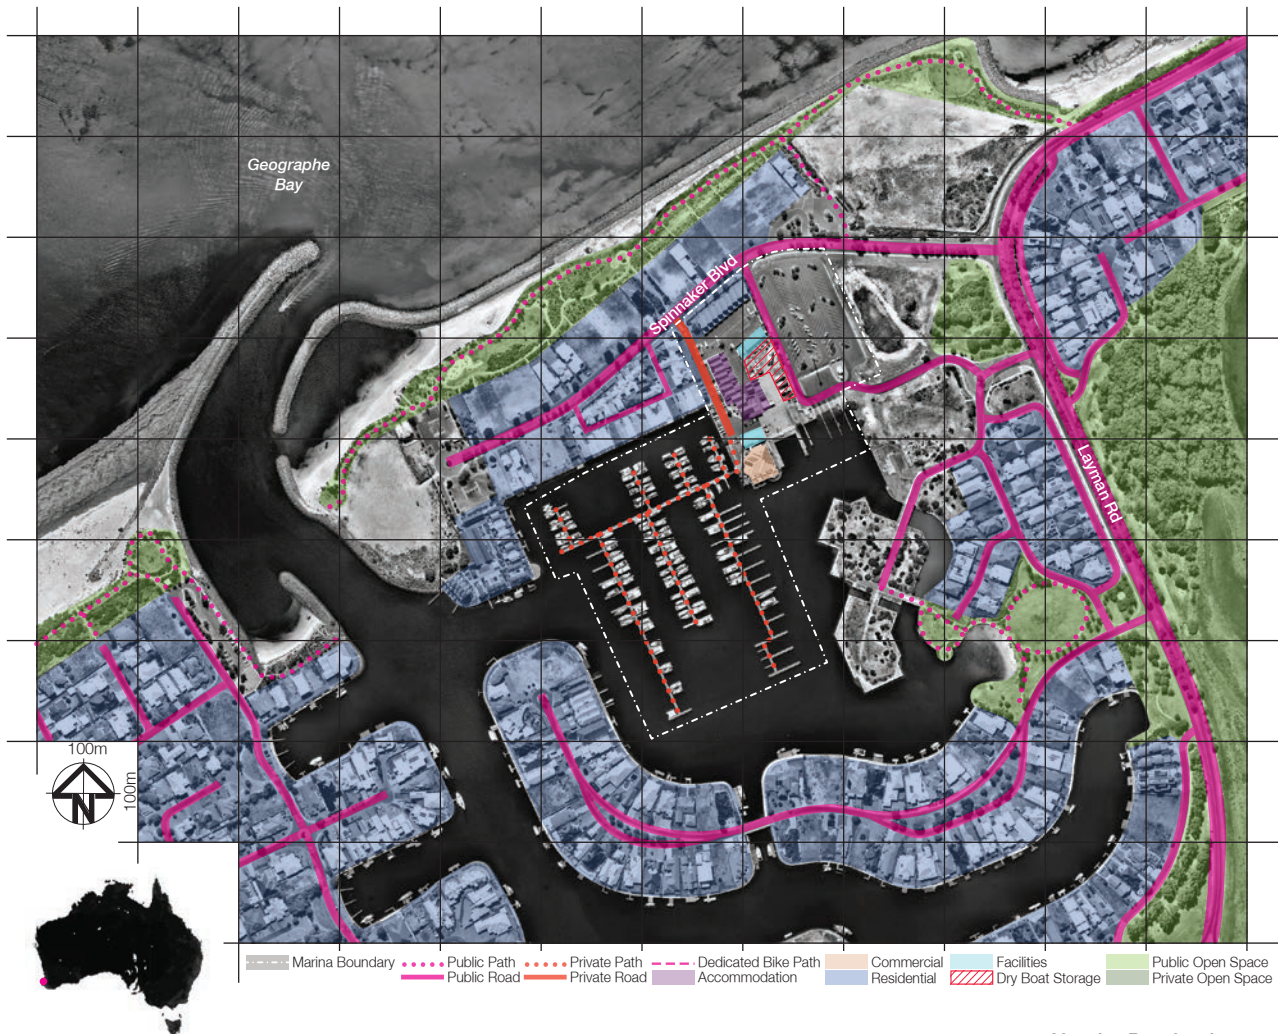 Geographe
Bay
Spinnaker Blvd
Layman Rd
100m
100m
N
Marina Boundary
Public Path
Private Path
Dedicated Bike Path
Commercial
Facilities
Public Open Space
Public Road
Private Road
Accommodation
Residential
Dry Boat Storage
Private Open Space